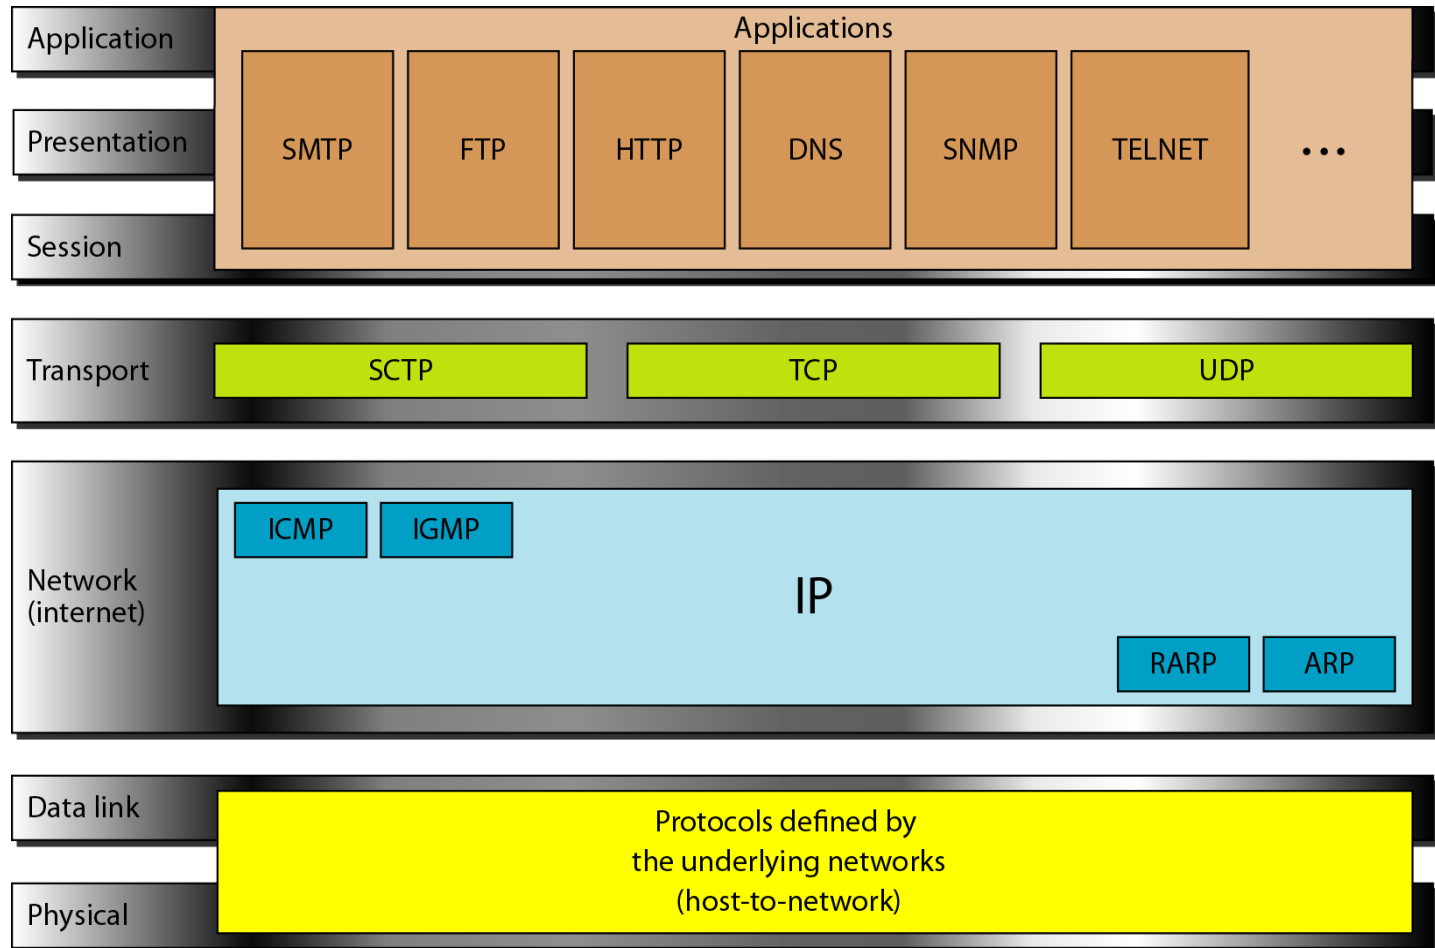 Application
Applications
Presentation
SMTP
FTP
HTTP
DNS
SNMP
TELNET
...
Session
Transport
SCTP
TCP
UDP
Network
(internet)
ICMP
IGMP
IP
RARP
ARP
Data link
Protocols defined by
the underlying networks
(host-to-network)
Physical